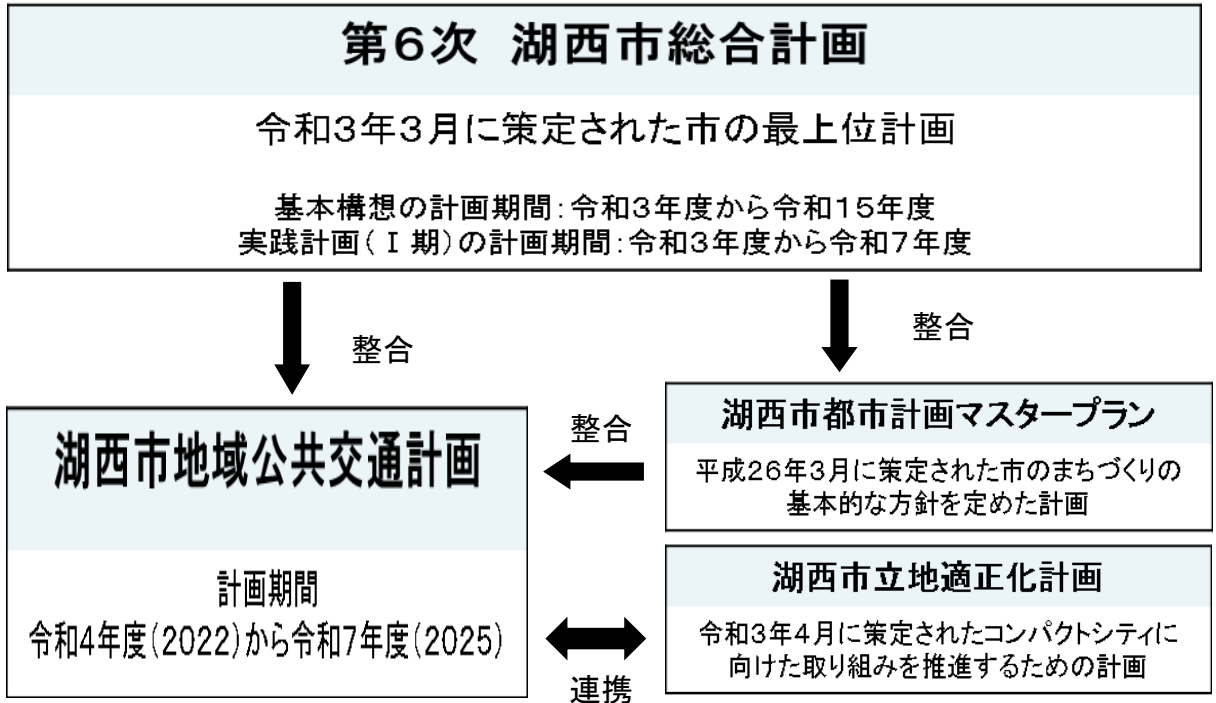 第6次 湖西市総合計画
令和3年3月に策定された市の最上位計画
基本構想の計画期間:令和3年度から令和15年度
実践計画(Ⅰ期)の計画期間:令和3年度から令和7年度
整合
整合
湖西市地域公共交通計画
計画期間
令和4年度(2022)から令和7年度(2025)
整合
連携
湖西市都市計画マスタープラン
平成26年3月に策定された市のまちづくりの
基本的な方針を定めた計画
湖西市立地適正化計画
令和3年4月に策定されたコンパクトシティに
向けた取り組みを推進するための計画